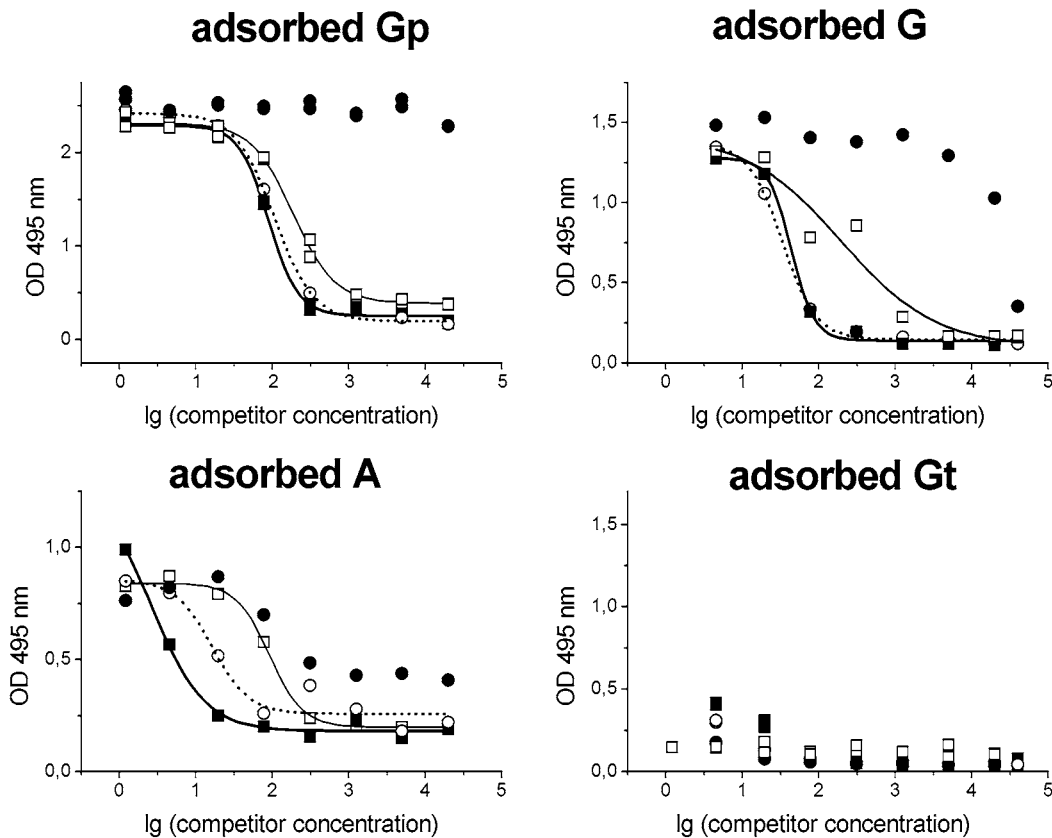 adsorbed Gp
OD 495 nm
2
1
0
0 1 2 3 4 5
lg (competitor concentration)
adsorbed G
OD 495 nm
1,5
1,0
0,5
0,0
0 1 2 3 4 5
lg (competitor concentration)
adsorbed A
OD 495 nm
1,0
0,5
0,0
0 1 2 3 4 5
lg (competitor concentration)
adsorbed Gt
OD 495 nm
1,5
1,0
0,5
0,0
0 1 2 3 4 5
lg (competitor concentration)